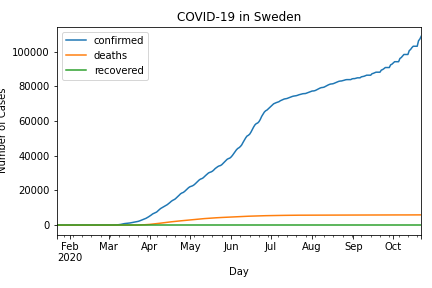 COVID-19 in Sweden
confirmed
deaths
recovered
Number of Cases
100000
80000
60000
40000
20000
0
Feb Mar Apr May Jun Jul Aug Sep Oct
2020
Day